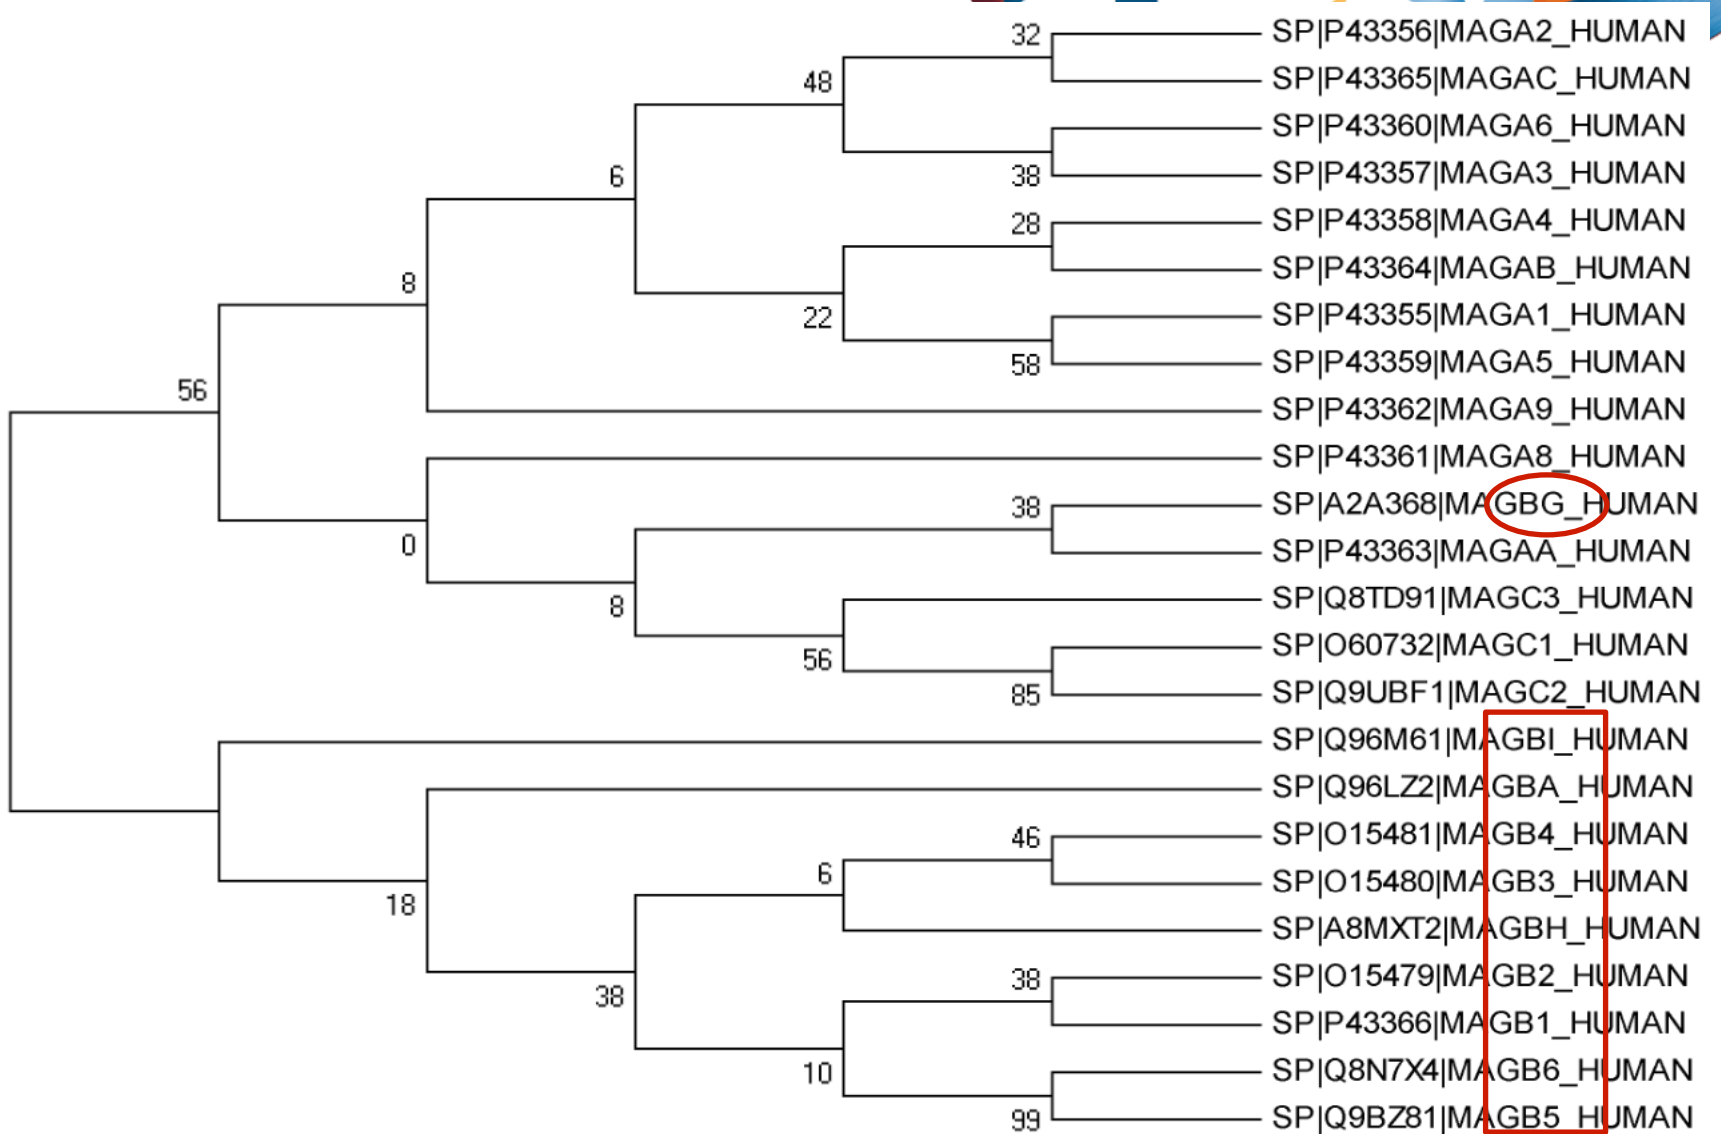 32
SP|P43356|MAGA2_HUMAN
48
SP|P43365|MAGAC_HUMAN
SP|P43360|MAGA6_HUMAN
6
38
SP|P43357|MAGA3_HUMAN
28
SP|P43358|MAGA4_HUMAN
SP|P43364|MAGAB_HUMAN
8
22
SP|P43355|MAGA1_HUMAN
58
SP|P43359|MAGA5_HUMAN
56
SP|P43362|MAGA9_HUMAN
SP|P43361|MAGA8_HUMAN
38
SP|A2A368|MAGBG_HUMAN
0
SP|P43363|MAGAA_HUMAN
8
SP|Q8TD91|MAGC3_HUMAN
56
SP|O60732|MAGC1_HUMAN
85
SP|Q9UBF1|MAGC2_HUMAN
SP|Q96M61|MAGBI_HUMAN
SP|Q96LZ2|MAGBA_HUMAN
46
SP|O15481|MAGB4_HUMAN
6
SP|O15480|MAGB3_HUMAN
18
SP|A8MXT2|MAGBH_HUMAN
38
SP|O15479|MAGB2_HUMAN
38
SP|P43366|MAGB1_HUMAN
10
SP|Q8N7X4|MAGB6_HUMAN
99
SP|Q9BZ81|MAGB5_HUMAN